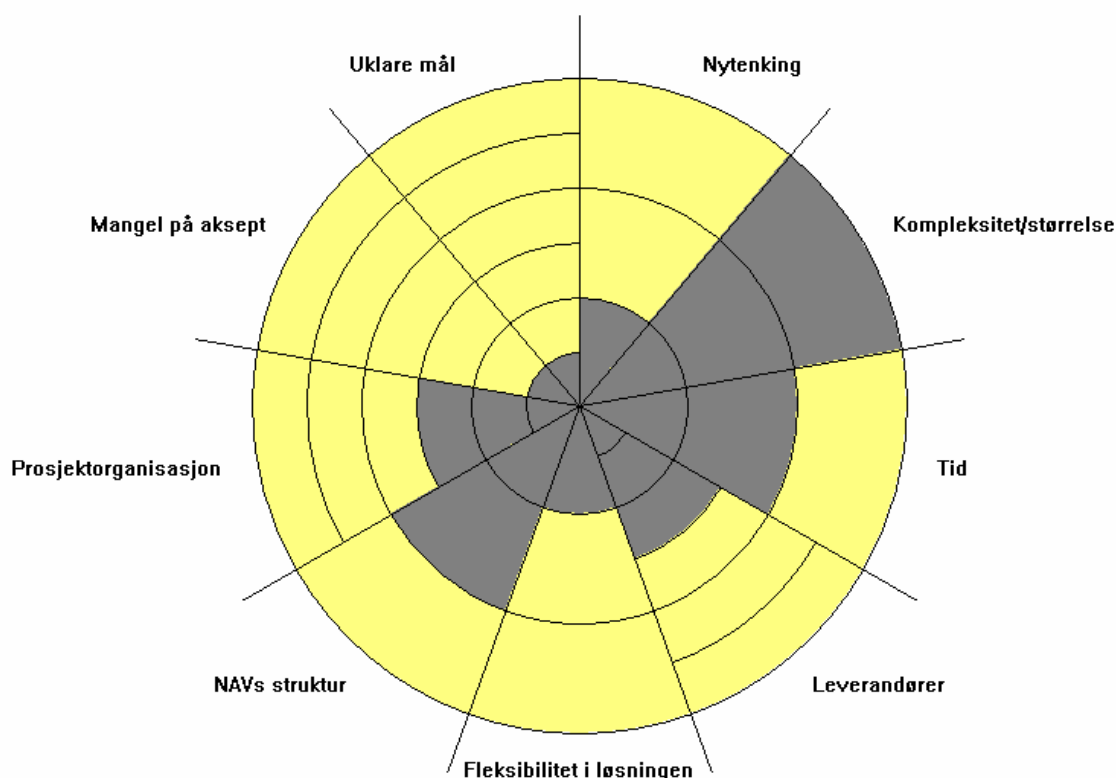 Uklare mål
Nytenking
Mangel på aksept
Kompleksitet/størrelse
Prosjektorganisasjon
Tid
NAVs struktur
Leverandører
Fleksibilitet i løsningen